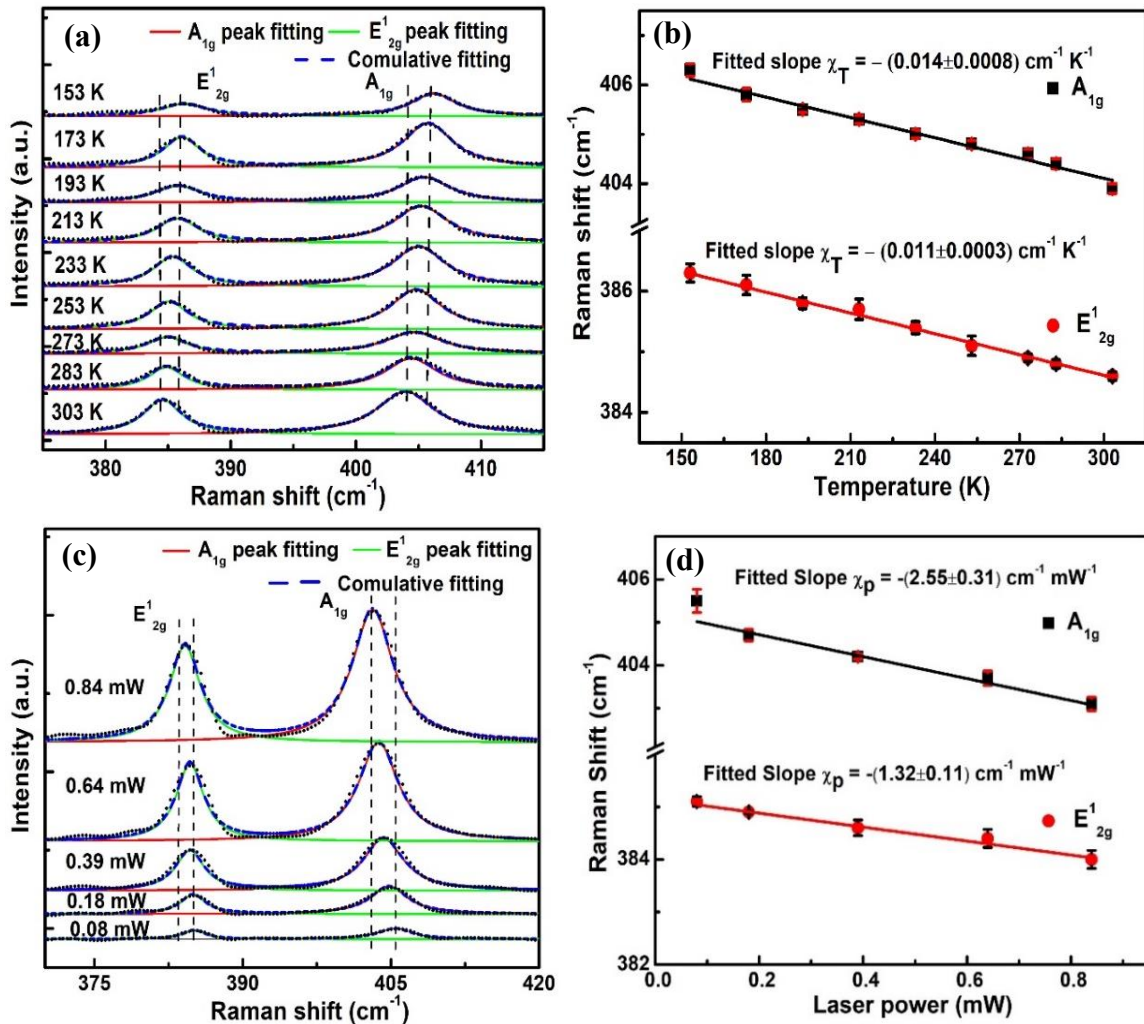 (a)
— A1g peak fitting — E¹2g peak fitting
– – Comulative fitting
E¹2g
A1g
153 K
173 K
193 K
213 K
233 K
253 K
273 K
283 K
303 K
Intensity (a.u.)
380 390 400 410
Raman shift (cm⁻¹)
(b)
Fitted slope χT = – (0.014±0.0008) cm⁻¹ K⁻¹
A1g
406
404
Fitted slope χT = – (0.011±0.0003) cm⁻¹ K⁻¹
E¹2g
386
384
Raman shift (cm⁻¹)
150 180 210 240 270 300
Temperature (K)
(c)
— A1g peak fitting — E¹2g peak fitting
– – Comulative fitting
E¹2g
A1g
0.84 mW
0.64 mW
0.39 mW
0.18 mW
0.08 mW
Intensity (a.u.)
375 390 405 420
Raman shift (cm⁻¹)
(d)
Fitted Slope χp = -(2.55±0.31) cm⁻¹ mW⁻¹
A1g
406
404
Fitted Slope χp = -(1.32±0.11) cm⁻¹ mW⁻¹
E¹2g
384
382
Raman Shift (cm⁻¹)
0.0 0.2 0.4 0.6 0.8
Laser power (mW)